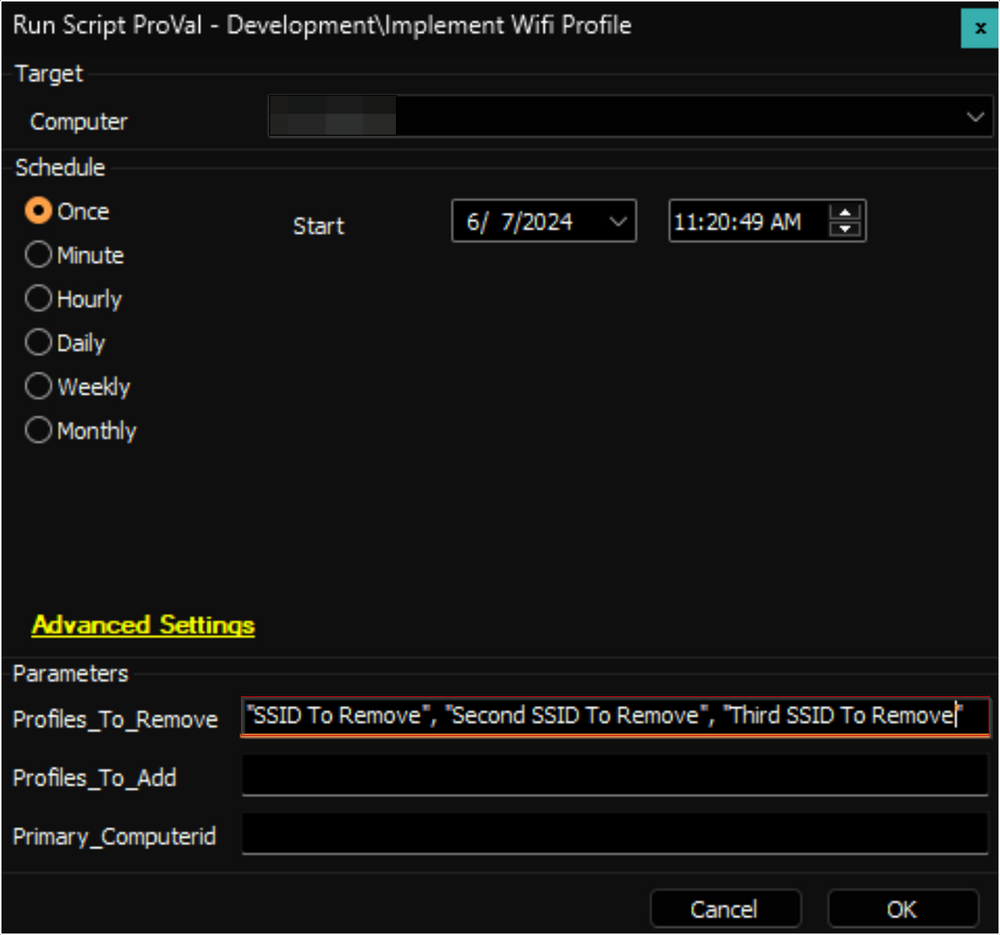 Run Script ProVal - Development\Implement Wifi Profile x
Target
Computer
Schedule
Once
Start 6/ 7/2024 11:20:49 AM
Minute
Hourly
Daily
Weekly
Monthly
Advanced Settings
Parameters
Profiles_To_Remove "SSID To Remove", "Second SSID To Remove", "Third SSID To Remove"
Profiles_To_Add
Primary_Computerid
Cancel OK